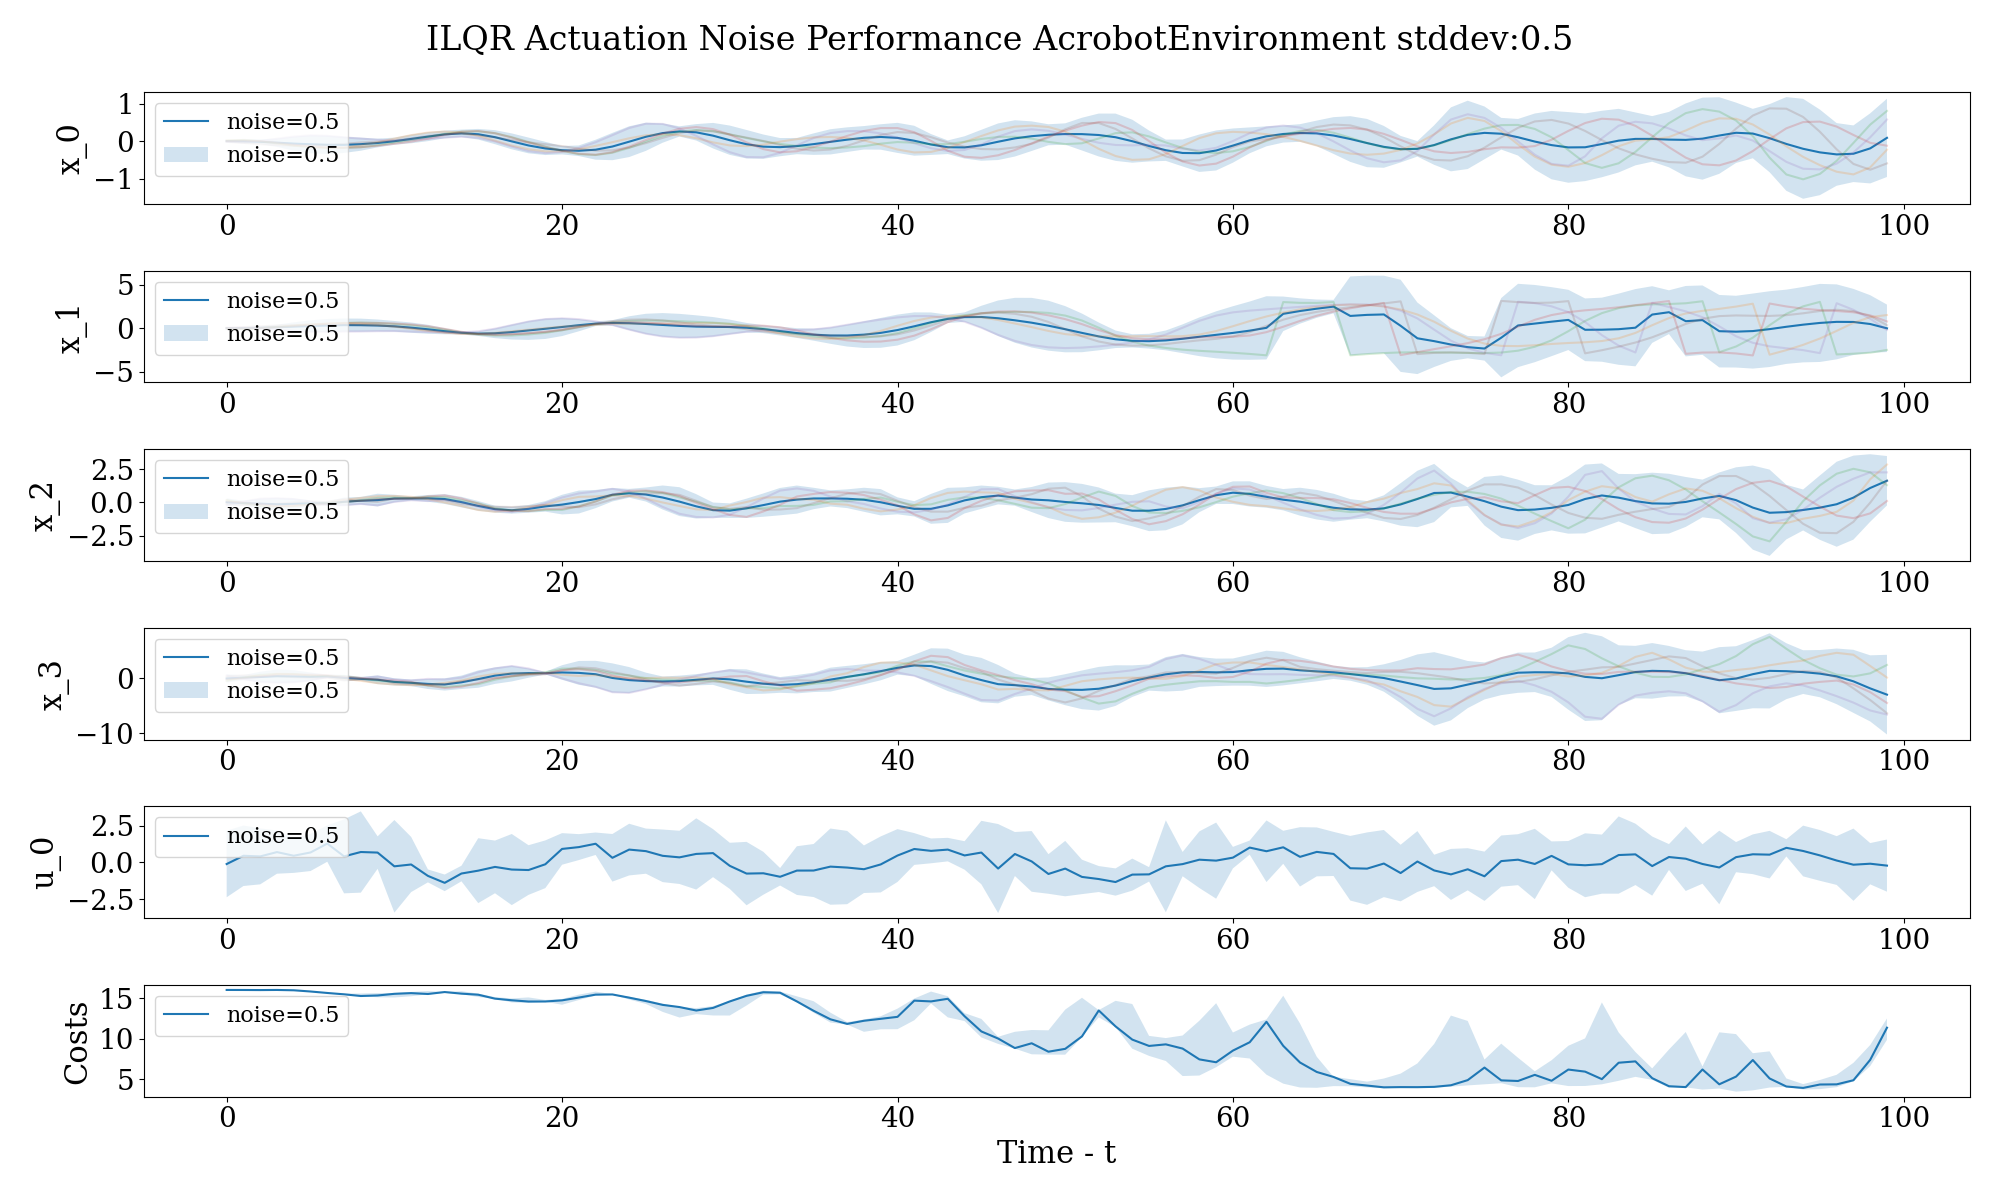 ILQR Actuation Noise Performance AcrobotEnvironment stddev:0.5
x_0
1
0
−1
noise=0.5
noise=0.5
0 20 40 60 80 100
x_1
5
0
−5
noise=0.5
noise=0.5
0 20 40 60 80 100
x_2
2.5
0.0
−2.5
noise=0.5
noise=0.5
0 20 40 60 80 100
x_3
0
−10
noise=0.5
noise=0.5
0 20 40 60 80 100
u_0
2.5
0.0
−2.5
noise=0.5
0 20 40 60 80 100
Costs
15
10
5
noise=0.5
0 20 40 60 80 100
Time - t